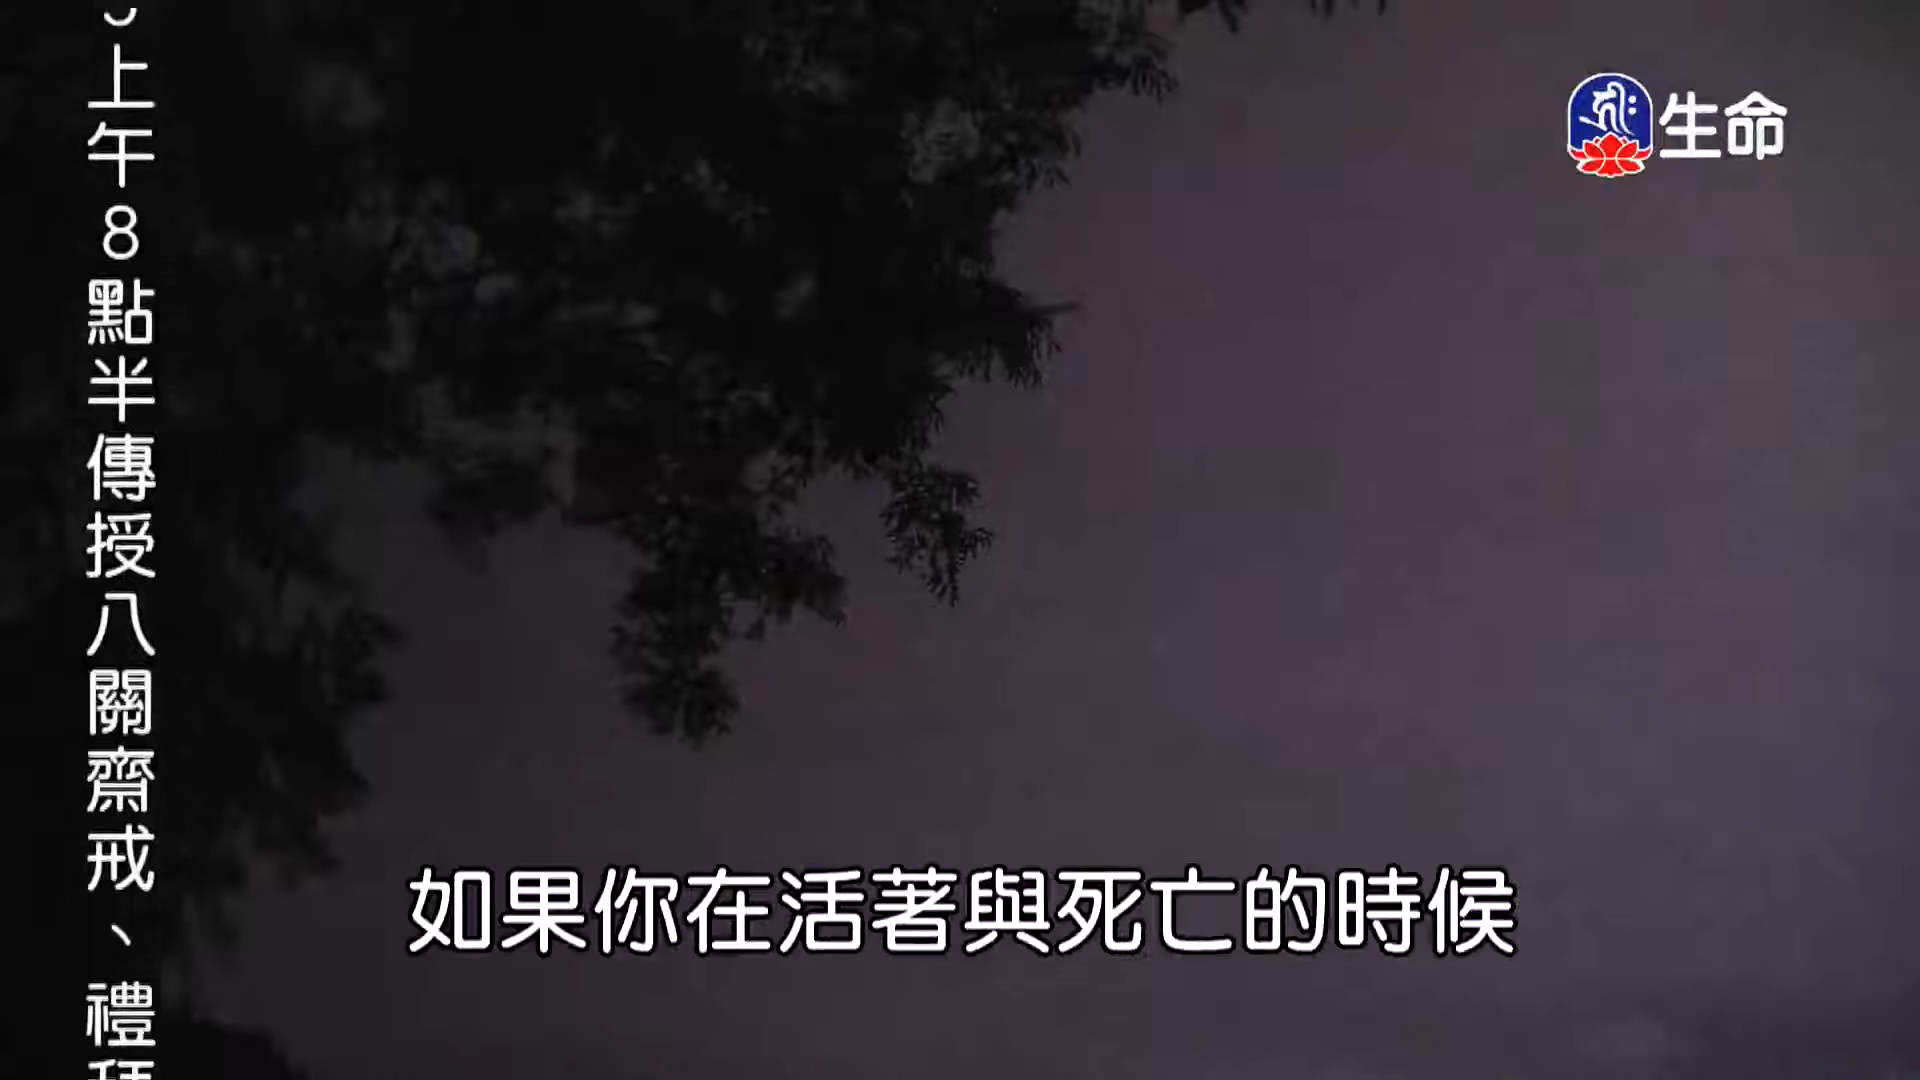 上午8點半傳授八關齋戒、禮
生命
如果你在活著與死亡的時候